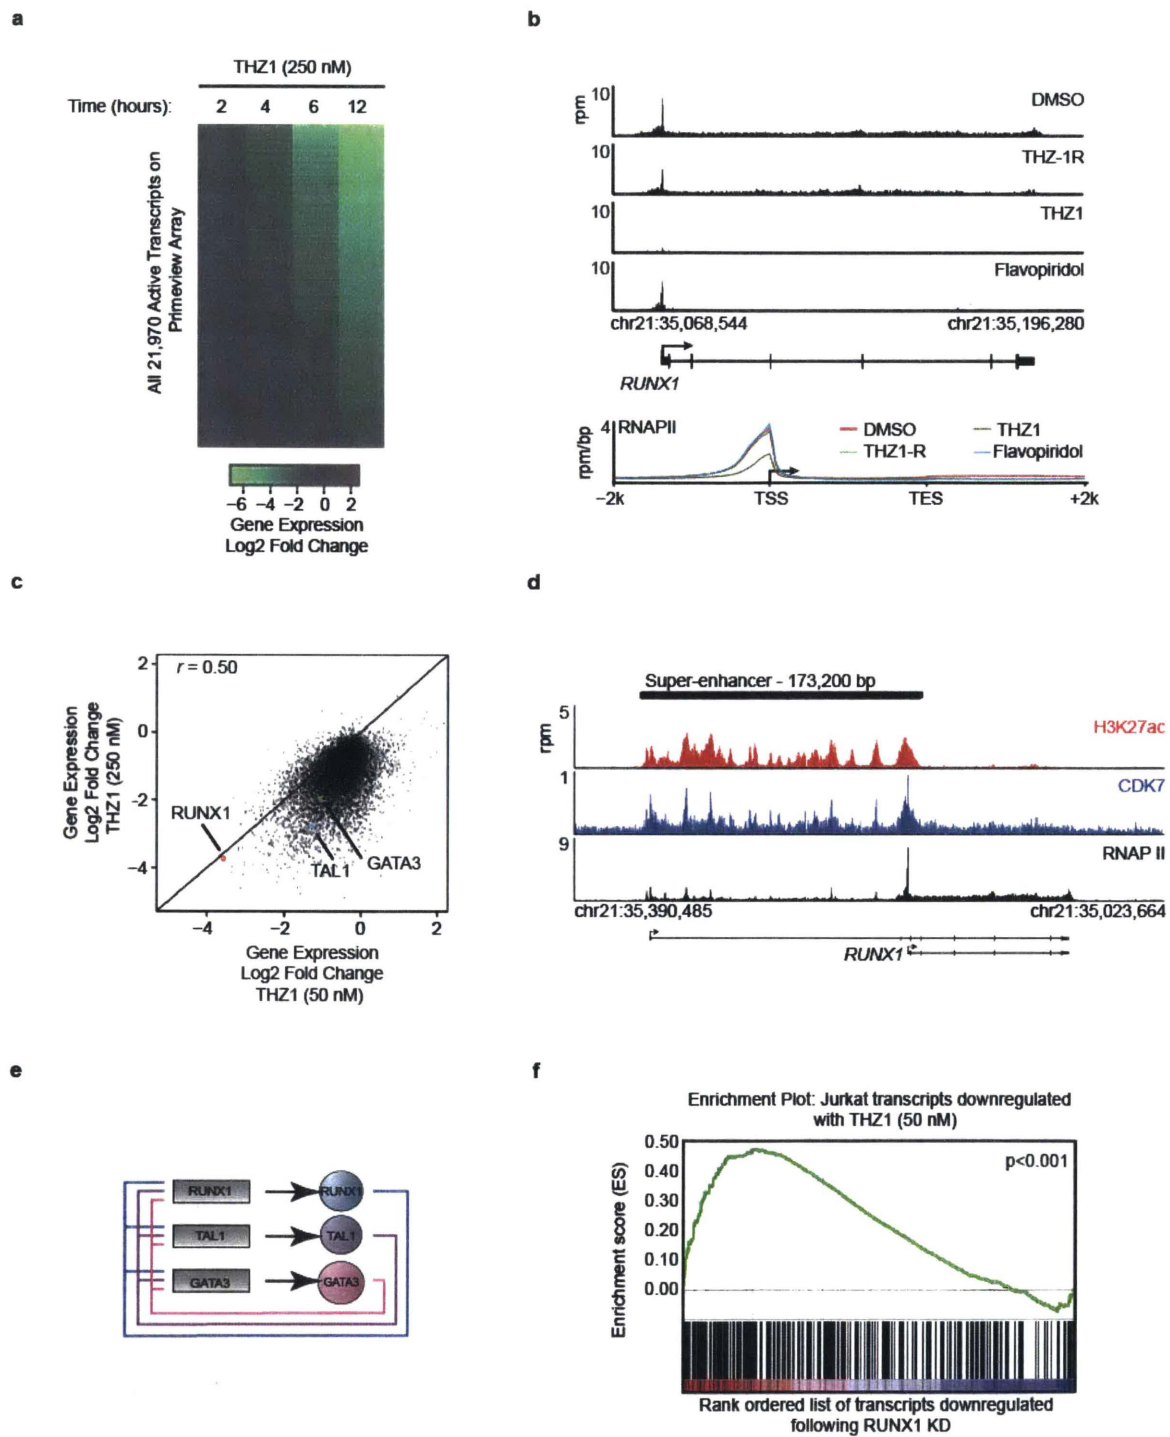 a
THZ1 (250 nM)
Time (hours): 2 4 6 12
All 21,970 Active Transcripts on
Primeview Array
−6 −4 −2 0 2
Gene Expression
Log2 Fold Change
b
rpm
10
DMSO
10
THZ-1R
10
THZ1
10
Flavopiridol
chr21:35,068,544 chr21:35,196,280
RUNX1
rpm/bp
4 RNAPII
DMSO THZ1
THZ1-R Flavopiridol
−2k TSS TES +2k
c
r = 0.50
Gene Expression
Log2 Fold Change
THZ1 (250 nM)
2
0
−2
−4
RUNX1
TAL1
GATA3
−4 −2 0 2
Gene Expression
Log2 Fold Change
THZ1 (50 nM)
d
Super-enhancer - 173,200 bp
rpm
5
H3K27ac
1
CDK7
9
RNAP II
chr21:35,390,485 chr21:35,023,664
RUNX1
e
RUNX1 RUNX1
TAL1 TAL1
GATA3 GATA3
f
Enrichment Plot: Jurkat transcripts downregulated
with THZ1 (50 nM)
Enrichment score (ES)
0.50
0.40
0.30
0.20
0.10
0.00
p<0.001
Rank ordered list of transcripts downregulated
following RUNX1 KD